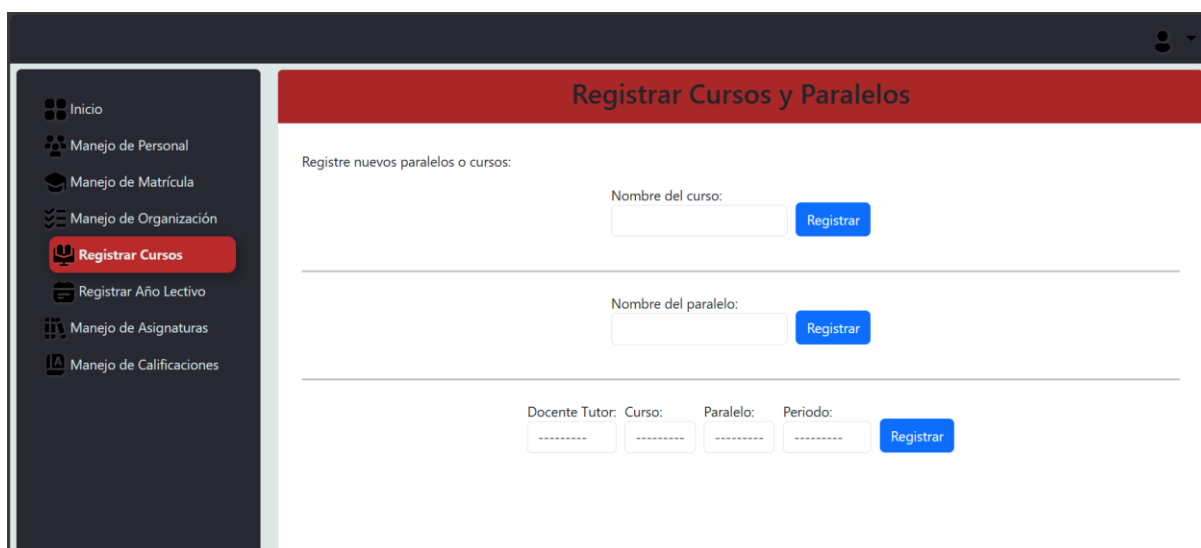 Inicio
Manejo de Personal
Manejo de Matrícula
Manejo de Organización
Registrar Cursos
Registrar Año Lectivo
Manejo de Asignaturas
Manejo de Calificaciones
Registrar Cursos y Paralelos
Registre nuevos paralelos o cursos:
Nombre del curso:
Registrar
Nombre del paralelo:
Registrar
Docente Tutor: Curso: Paralelo: Periodo:
--------- --------- --------- --------- Registrar